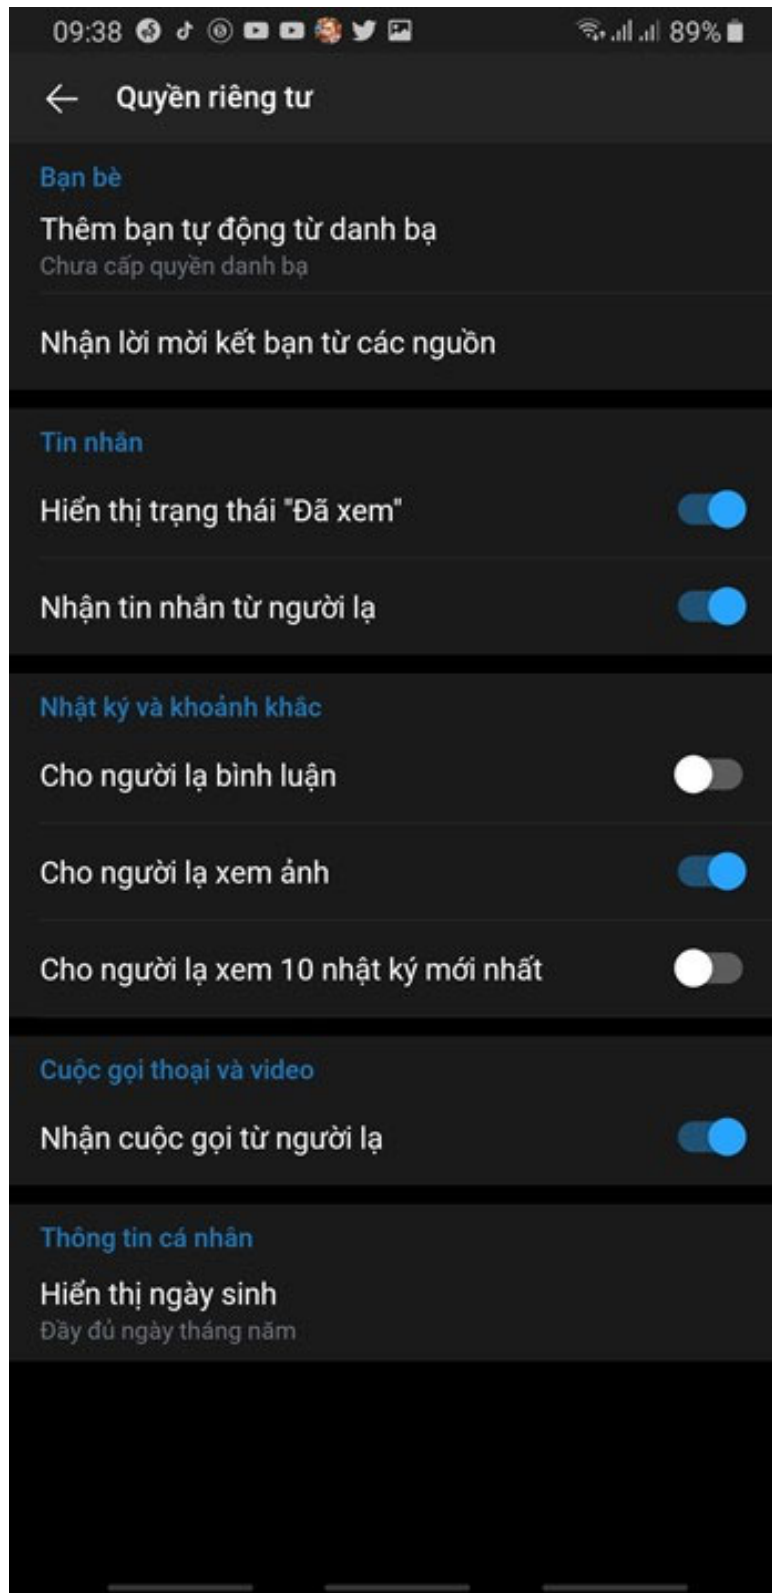 09:38 89%
Quyền riêng tư
Bạn bè
Thêm bạn tự động từ danh bạ
Chưa cấp quyền danh bạ
Nhận lời mời kết bạn từ các nguồn
Tin nhắn
Hiển thị trạng thái "Đã xem"
Nhận tin nhắn từ người lạ
Nhật ký và khoảnh khắc
Cho người lạ bình luận
Cho người lạ xem ảnh
Cho người lạ xem 10 nhật ký mới nhất
Cuộc gọi thoại và video
Nhận cuộc gọi từ người lạ
Thông tin cá nhân
Hiển thị ngày sinh
Đầy đủ ngày tháng năm